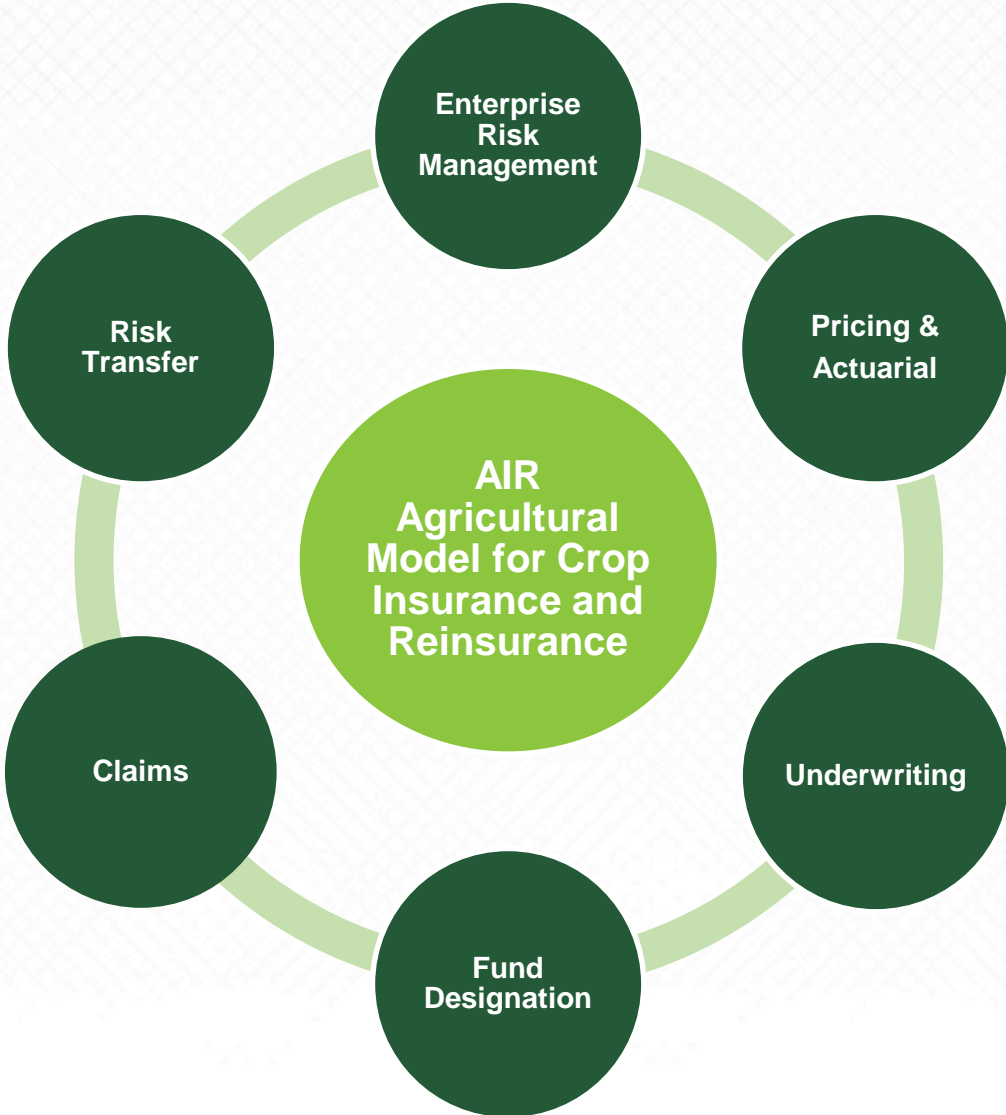 Enterprise
Risk
Management
Risk
Transfer
Pricing &
Actuarial
AIR
Agricultural
Model for Crop
Insurance and
Reinsurance
Claims
Underwriting
Fund
Designation